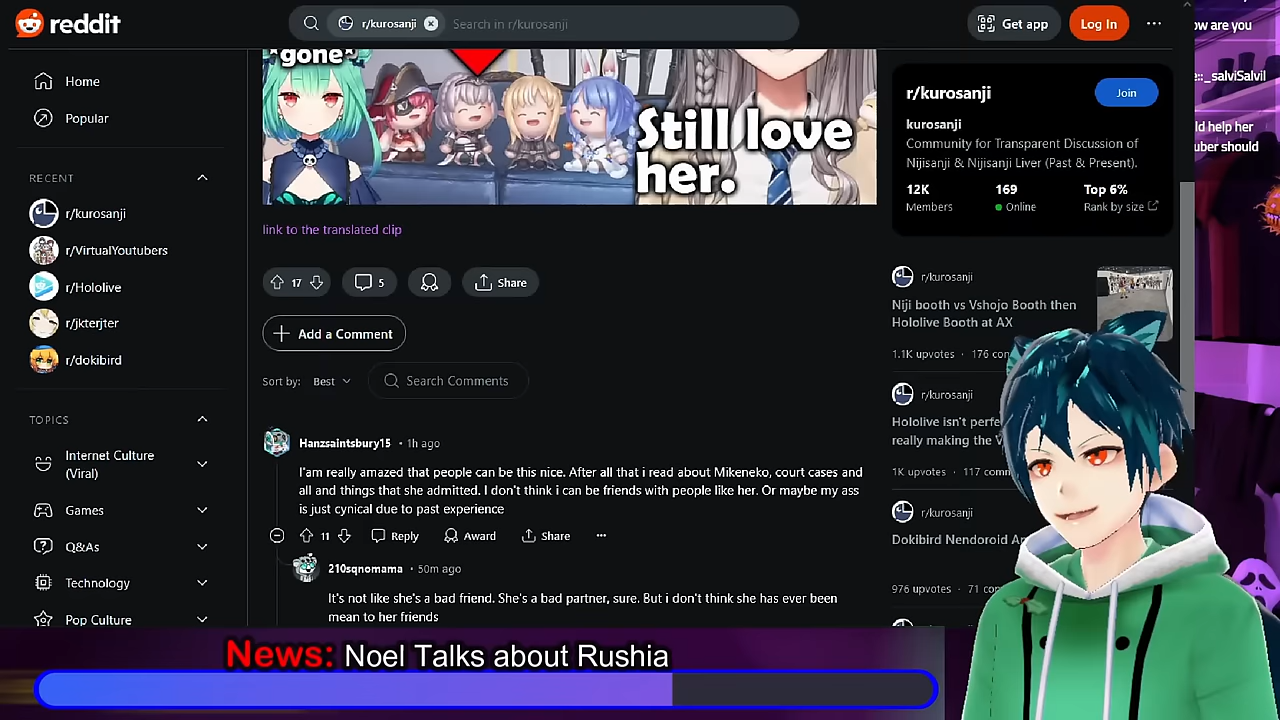 reddit
r/kurosanji
Search in r/kurosanji
Get app
Log In
Home
Popular
RECENT
r/kurosanji
r/VirtualYoutubers
r/Hololive
r/jkterjter
r/dokibird
TOPICS
Internet Culture
(Viral)
Games
Q&As
Technology
Pop Culture
*gone*
Still love
her.
link to the translated clip
17
5
Share
Add a Comment
Sort by:
Best
Search Comments
Hanzsaintsbury15 • 1h ago
I'am really amazed that people can be this nice. After all that i read about Mikeneko, court cases and
all and things that she admitted. I don't think i can be friends with people like her. Or maybe my ass
is just cynical due to past experience
11
Reply
Award
Share
210sqnomama • 50m ago
It's not like she's a bad friend. She's a bad partner, sure. But i don't think she has ever been
mean to her friends
r/kurosanji
Join
kurosanji
Community for Transparent Discussion of
Nijisanji & Nijisanji Liver (Past & Present).
12K
169
Top 6%
Members
Online
Rank by size
r/kurosanji
Niji booth vs Vshojo Booth then
Hololive Booth at AX
1.1K upvotes · 176 con
r/kurosanji
Hololive isn't perfe
really making the V
1K upvotes · 117 comm
r/kurosanji
Dokibird Nendoroid A
976 upvotes · 71 co
ow are you
_salviSalvil
ld help her
uber should
News: Noel Talks about Rushia